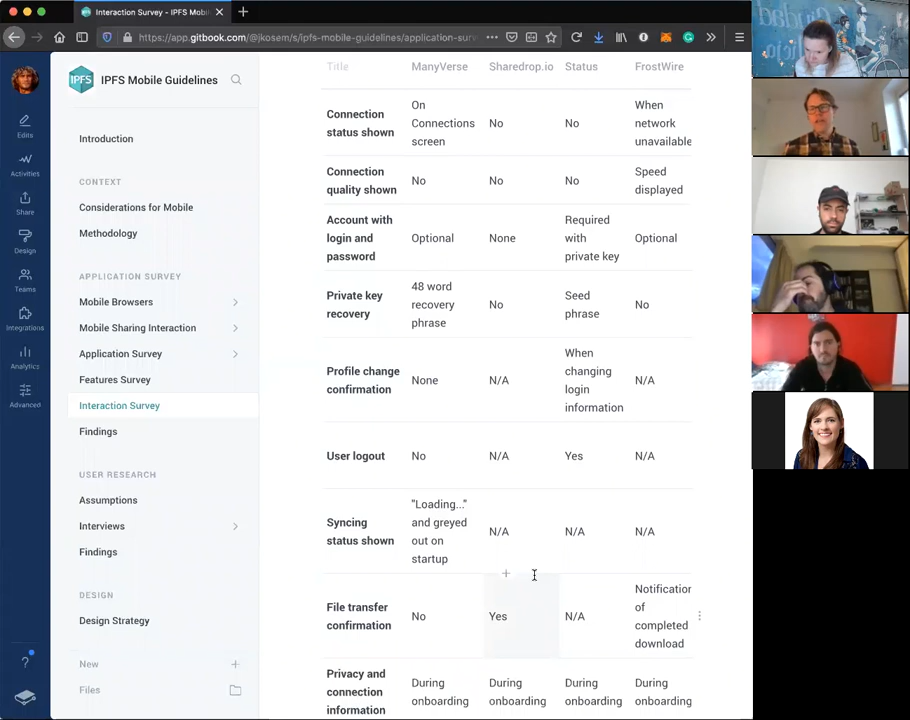 Interaction Survey - IPFS Mobil
https://app.gitbook.com/@jkosem/s/ipfs-mobile-guidelines/application-surv
IPFS
IPFS Mobile Guidelines
Edits
Activities
Share
Design
Teams
Integrations
Analytics
Advanced
Introduction
CONTEXT
Considerations for Mobile
Methodology
APPLICATION SURVEY
Mobile Browsers
Mobile Sharing Interaction
Application Survey
Features Survey
Interaction Survey
Findings
USER RESEARCH
Assumptions
Interviews
Findings
DESIGN
Design Strategy
New
Files
Title ManyVerse Sharedrop.io Status FrostWire
Connection
status shown
On
Connections
screen
No
No
When
network
unavailable
Connection
quality shown
No
No
No
Speed
displayed
Account with
login and
password
Optional
None
Required
with
private key
Optional
Private key
recovery
48 word
recovery
phrase
No
Seed
phrase
No
Profile change
confirmation
None
N/A
When
changing
login
information
N/A
User logout
No
N/A
Yes
N/A
Syncing
status shown
"Loading..."
and greyed
out on
startup
N/A
N/A
N/A
File transfer
confirmation
No
Yes
N/A
Notification
of
completed
download
Privacy and
connection
information
During
onboarding
During
onboarding
During
onboarding
During
onboarding